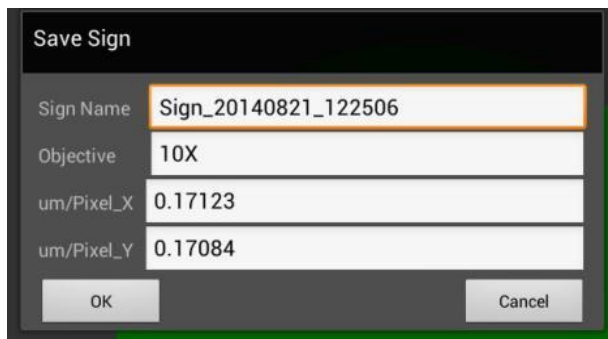 Save Sign
Sign Name Sign_20140821_122506
Objective 10X
um/Pixel_X 0.17123
um/Pixel_Y 0.17084
OK Cancel